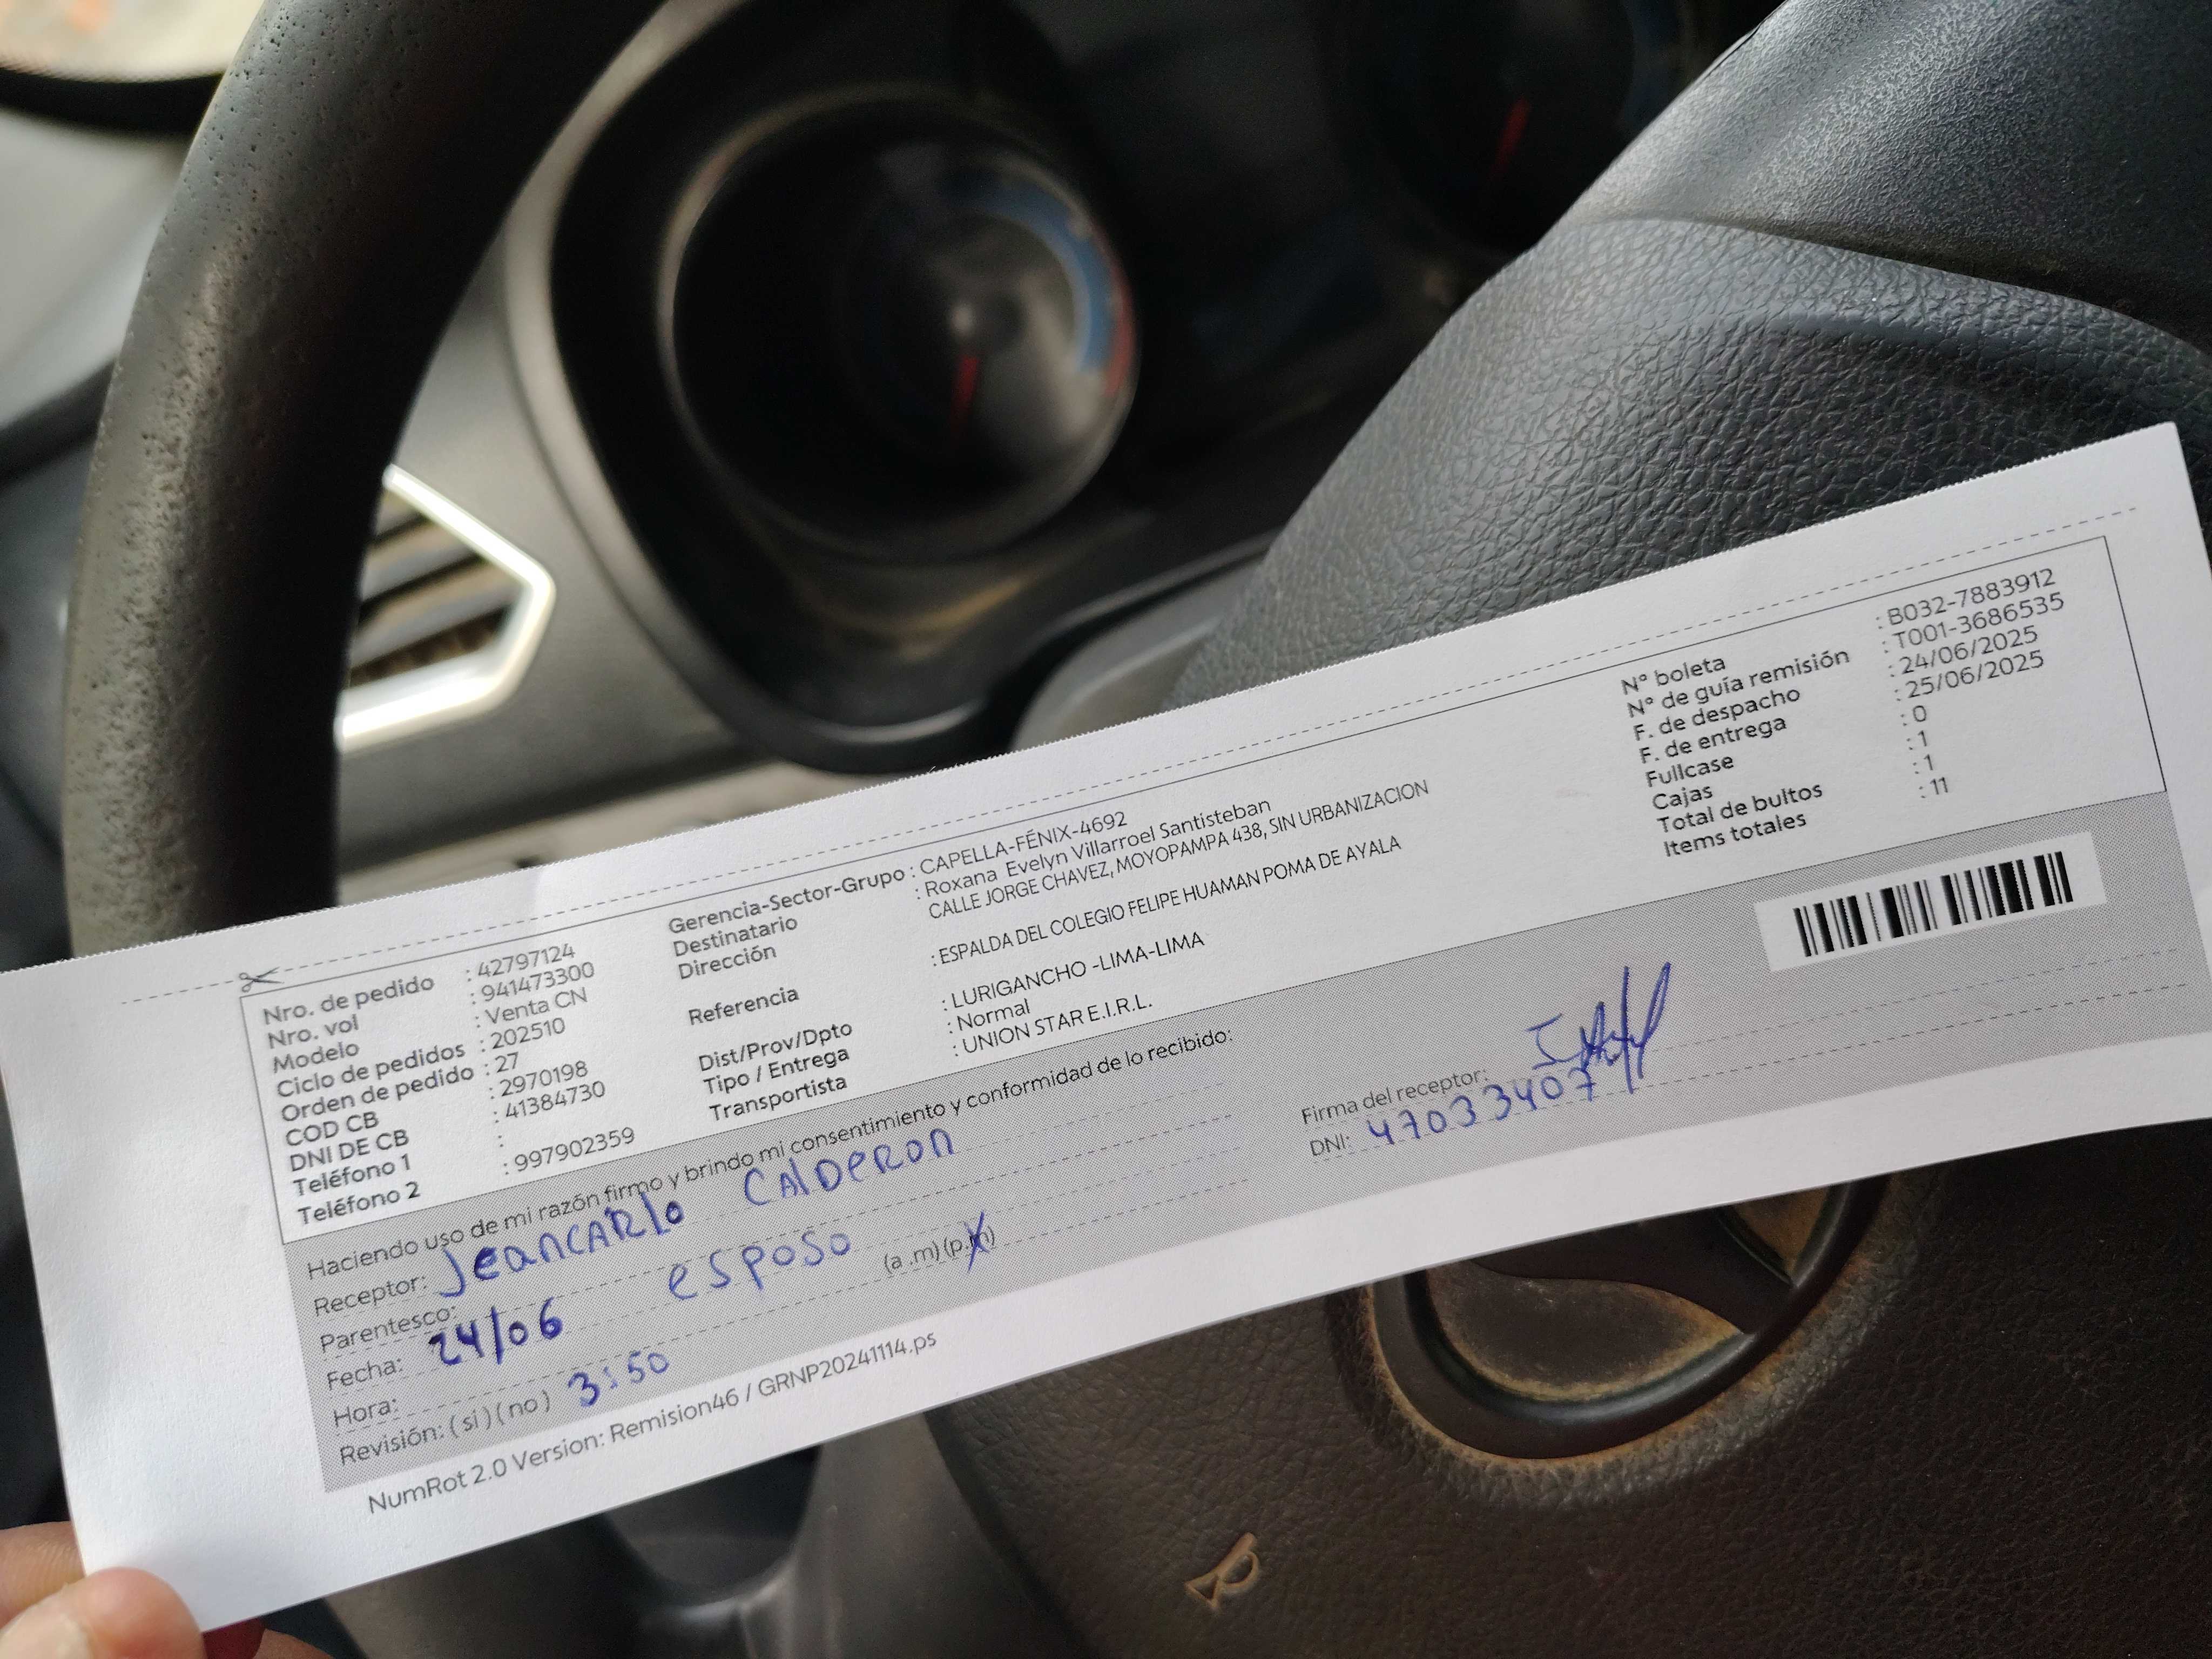 Nro. de pedido : 42797124
Nro. vol : 941473300
Modelo : Venta CN
Ciclo de pedidos : 202510
Orden de pedido : 27
COD CB : 2970198
DNI DE CB : 41384730
Teléfono 1 :
Teléfono 2 : 997902359
Gerencia-Sector-Grupo : CAPELLA-FÉNIX-4692
Destinatario : Roxana Evelyn Villarroel Santisteban
Dirección CALLE JORGE CHAVEZ, MOYOPAMPA 438, SIN URBANIZACION
Referencia : ESPALDA DEL COLEGIO FELIPE HUAMAN POMA DE AYALA
Dist/Prov/Dpto : LURIGANCHO -LIMA-LIMA
Tipo / Entrega : Normal
Transportista : UNION STAR E.I.R.L.
N° boleta : B032-7883912
N° de guía remisión : T001-3686535
F. de despacho : 24/06/2025
F. de entrega : 25/06/2025
Fullcase : 0
Cajas : 1
Total de bultos : 1
Items totales : 11
Haciendo uso de mi razón firmo y brindo mi consentimiento y conformidad de lo recibido:
Receptor: JeanCARlo CAlDeRon
Parentesco: esposo
Fecha: 24/06
Hora: (a .m) (p.m)
Revisión: ( si ) ( no ) 3:50
Firma del receptor:
DNI: 47033407
NumRot 2.0 Version: Remision46 / GRNP20241114.ps